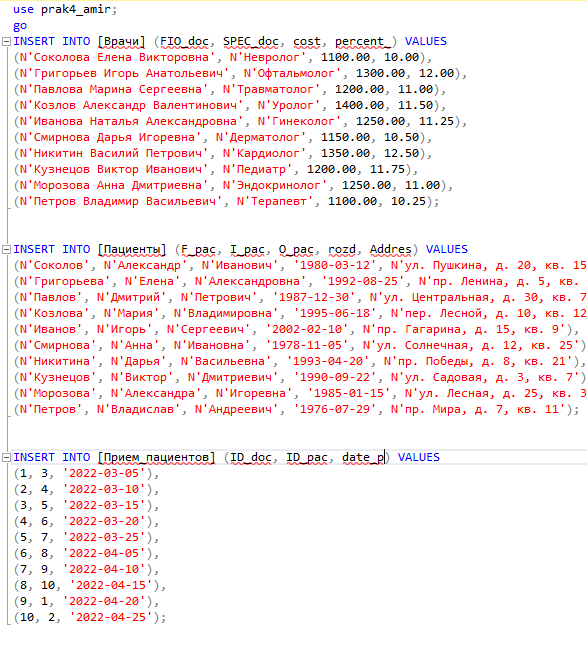 use prak4_amir;
go
INSERT INTO [Врачи] (FIO_doc, SPEC_doc, cost, percent_) VALUES
(N'Соколова Елена Викторовна', N'Невролог', 1100.00, 10.00),
(N'Григорьев Игорь Анатольевич', N'Офтальмолог', 1300.00, 12.00),
(N'Павлова Марина Сергеевна', N'Травматолог', 1200.00, 11.00),
(N'Козлов Александр Валентинович', N'Уролог', 1400.00, 11.50),
(N'Иванова Наталья Александровна', N'Гинеколог', 1250.00, 11.25),
(N'Смирнова Дарья Игоревна', N'Дерматолог', 1150.00, 10.50),
(N'Никитин Василий Петрович', N'Кардиолог', 1350.00, 12.50),
(N'Кузнецов Виктор Иванович', N'Педиатр', 1200.00, 11.75),
(N'Морозова Анна Дмитриевна', N'Эндокринолог', 1250.00, 11.00),
(N'Петров Владимир Васильевич', N'Терапевт', 1100.00, 10.25);
INSERT INTO [Пациенты] (F_pac, I_pac, O_pac, rozd, Addres) VALUES
(N'Соколов', N'Александр', N'Иванович', '1980-03-12', N'ул. Пушкина, д. 20, кв. 15
(N'Григорьева', N'Елена', N'Александровна', '1992-08-25', N'пр. Ленина, д. 5, кв.
(N'Павлов', N'Дмитрий', N'Петрович', '1987-12-30', N'ул. Центральная, д. 30, кв. 7
(N'Козлова', N'Мария', N'Владимировна', '1995-06-18', N'пер. Лесной, д. 10, кв. 12
(N'Иванов', N'Игорь', N'Сергеевич', '2002-02-10', N'пр. Гагарина, д. 15, кв. 9'),
(N'Смирнова', N'Анна', N'Ивановна', '1978-11-05', N'ул. Солнечная, д. 12, кв. 25')
(N'Никитина', N'Дарья', N'Васильевна', '1993-04-20', N'пр. Победы, д. 8, кв. 21'),
(N'Кузнецов', N'Виктор', N'Дмитриевич', '1990-09-22', N'ул. Садовая, д. 3, кв. 7')
(N'Морозова', N'Александра', N'Игоревна', '1985-01-15', N'ул. Лесная, д. 25, кв. 3
(N'Петров', N'Владислав', N'Андреевич', '1976-07-29', N'пр. Мира, д. 7, кв. 11');
INSERT INTO [Прием_пациентов] (ID_doc, ID_pac, date_p) VALUES
(1, 3, '2022-03-05'),
(2, 4, '2022-03-10'),
(3, 5, '2022-03-15'),
(4, 6, '2022-03-20'),
(5, 7, '2022-03-25'),
(6, 8, '2022-04-05'),
(7, 9, '2022-04-10'),
(8, 10, '2022-04-15'),
(9, 1, '2022-04-20'),
(10, 2, '2022-04-25');